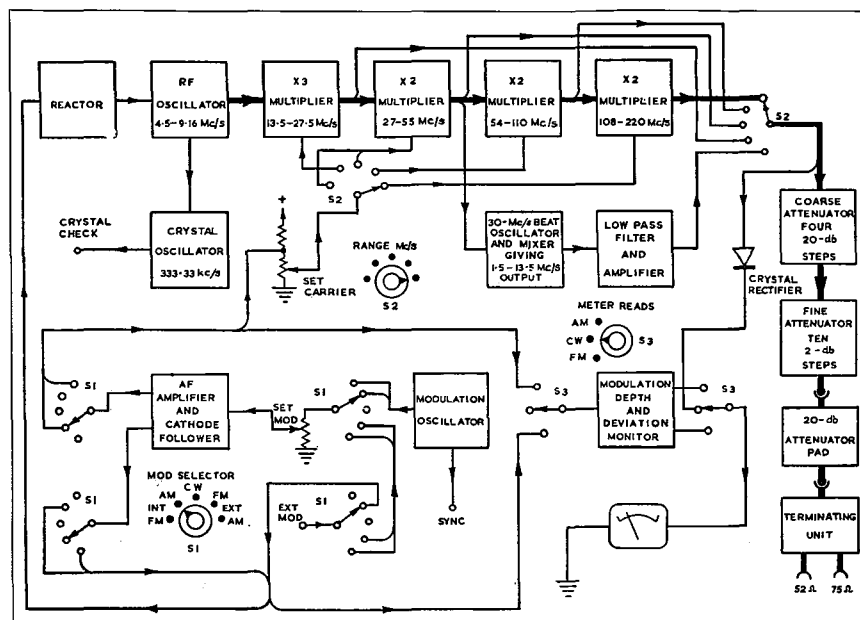 REACTOR
RF
OSCILLATOR
4·5–9·16 Mc/s
X3
MULTIPLIER
13·5–27·5 Mc/s
X2
MULTIPLIER
27–55 Mc/s
X2
MULTIPLIER
54–110 Mc/s
X2
MULTIPLIER
108–220 Mc/s
S2
S2
CRYSTAL
CHECK
CRYSTAL
OSCILLATOR
333·33 kc/s
+
SET
CARRIER
RANGE Mc/s
S2
30-Mc/s BEAT
OSCILLATOR
AND MIXER
GIVING
1·5–13·5 Mc/s
OUTPUT
LOW PASS
FILTER
AND
AMPLIFIER
CRYSTAL
RECTIFIER
COARSE
ATTENUATOR
FOUR
20-db
STEPS
METER READS
AM
CW
FM
S3
FINE
ATTENUATOR
TEN
2-db
STEPS
S1
AF
AMPLIFIER
AND
CATHODE
FOLLOWER
SET
MOD
S1
MODULATION
OSCILLATOR
S3
MODULATION
DEPTH
AND
DEVIATION
MONITOR
S3
20-db
ATTENUATOR
PAD
MOD SELECTOR
CW
AM
FM
INT
EXT
FM
AM
S1
S1
EXT
MOD
S1
SYNC
TERMINATING
UNIT
52Ω
75Ω